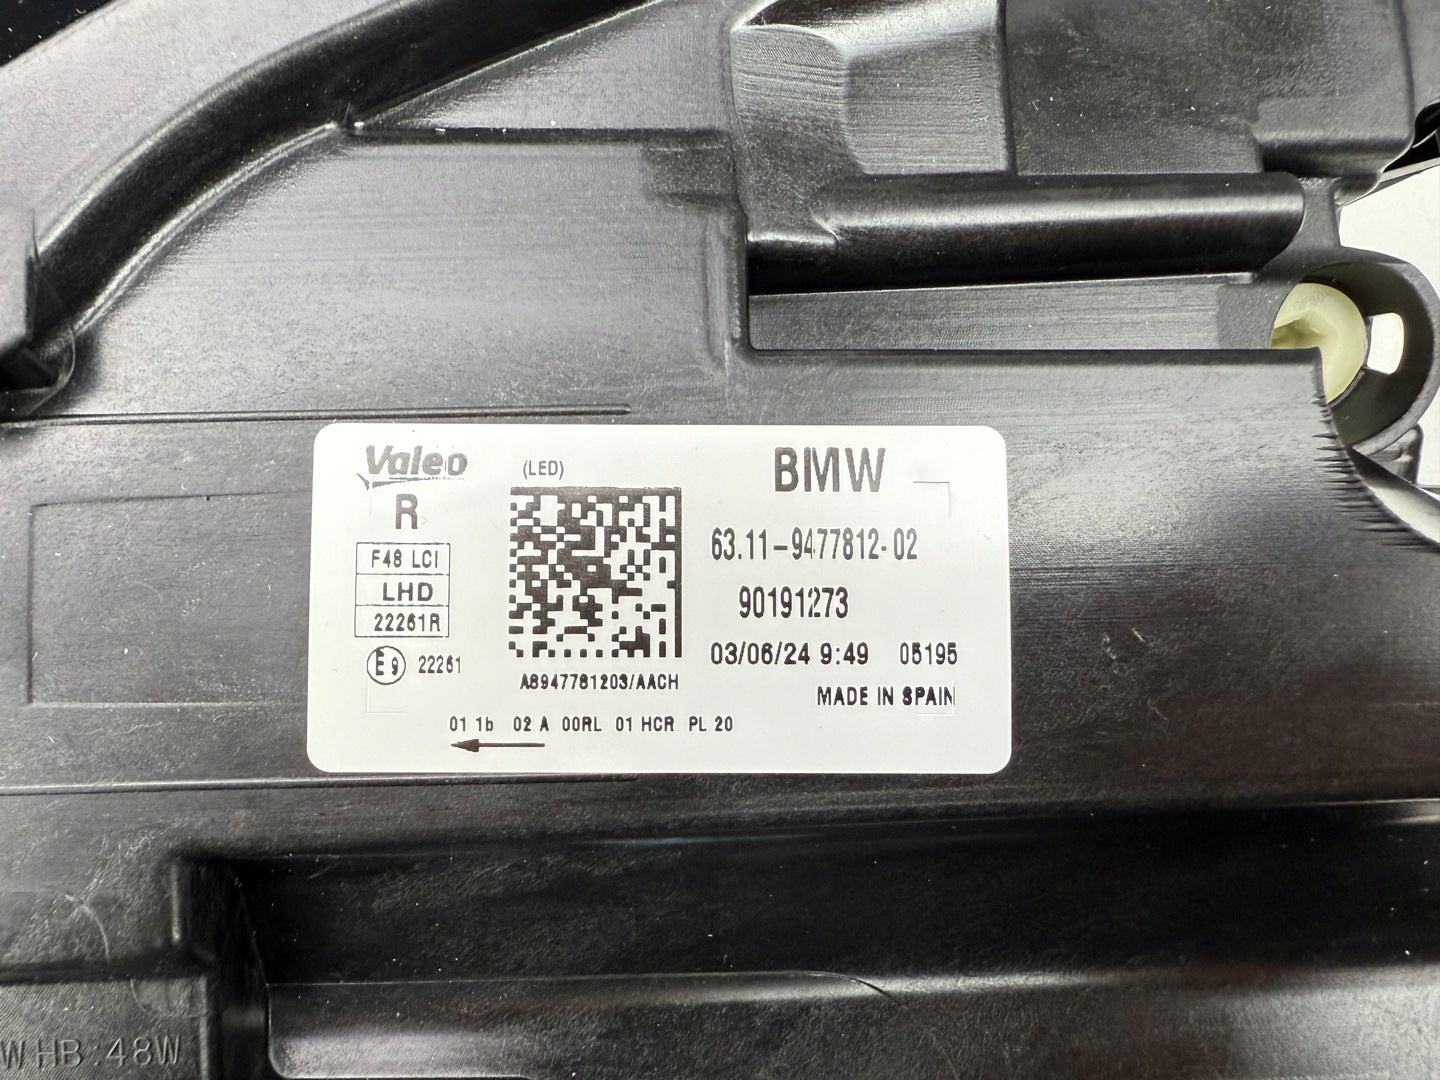 Valeo
(LED)
BMW
R
F48 LCI
LHD
22261R
E9 22261
A8947781203/AACH
63.11-9477812-02
90191273
03/06/24 9:49 05195
MADE IN SPAIN
01 1b 02 A 00RL 01 HCR PL 20
W HB:48W